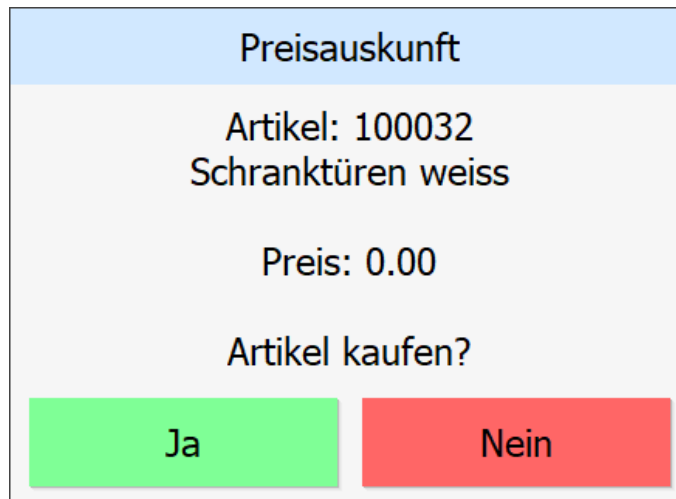 Preisauskunft
Artikel: 100032
Schranktüren weiss
Preis: 0.00
Artikel kaufen?
Ja
Nein